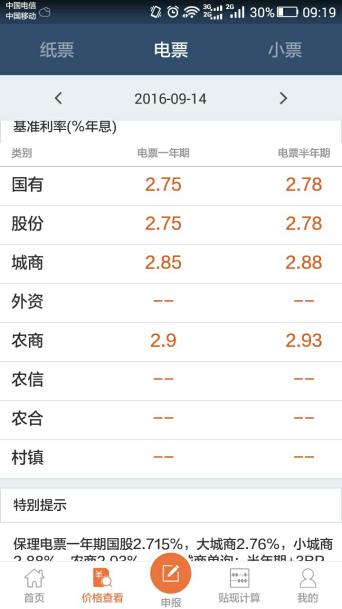 中国电信
中国移动
3G 2G 2G 30% 09:19
纸票 电票 小票
2016-09-14
基准利率(%年息)
类别 电票一年期 电票半年期
国有 2.75 2.78
股份 2.75 2.78
城商 2.85 2.88
外资 -- --
农商 2.9 2.93
农信 -- --
农合 -- --
村镇 -- --
特别提示
保理电票一年期国股2.715%，大城商2.76%，小城商
2.88%，农商2.93%
首页 价格查看 申报 贴现计算 我的